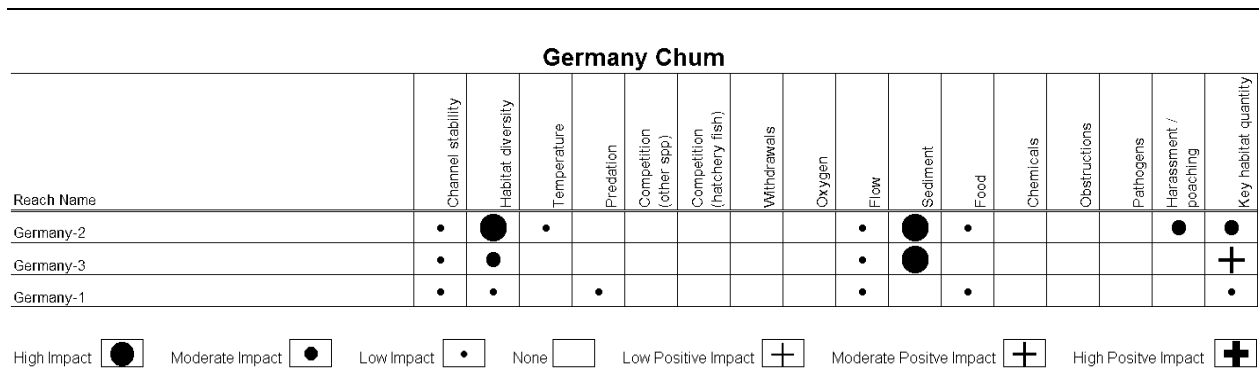 Germany Chum
Reach Name
Channel stability
Habitat diversity
Temperature
Predation
Competition
(other spp)
Competition
(hatchery fish)
Withdrawals
Oxygen
Flow
Sediment
Food
Chemicals
Obstructions
Pathogens
Harassment /
poaching
Key habitat quantity
Germany-2
Germany-3
Germany-1
High Impact Moderate Impact Low Impact None Low Positive Impact Moderate Positve Impact High Positve Impact